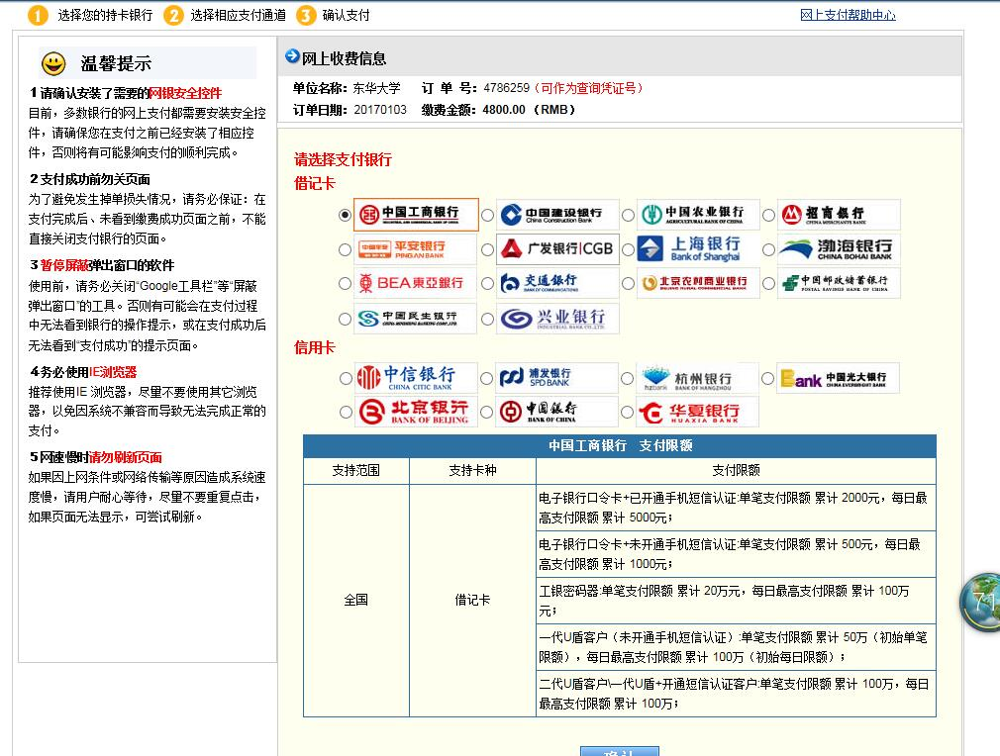 1 选择您的持卡银行 2 选择相应支付通道 3 确认支付
网上支付帮助中心
温馨提示
1 请确认安装了需要的网银安全控件
目前，多数银行的网上支付都需要安装安全控
件，请确保您在支付之前已经安装了相应控
件，否则将有可能影响支付的顺利完成。
2 支付成功前勿关页面
为了避免发生掉单损失情况，请务必保证：在
支付完成后、未看到缴费成功页面之前，不能
直接关闭支付银行的页面。
3 暂停屏蔽弹出窗口的软件
使用前，请务必关闭“Google工具栏”等“屏蔽
弹出窗口”的工具。否则有可能会在支付过程
中无法看到银行的操作提示，或在支付成功后
无法看到“支付成功”的提示页面。
4 务必使用IE浏览器
推荐使用IE 浏览器，尽量不要使用其它浏览
器，以免因系统不兼容而导致无法完成正常的
支付。
5 网速慢时请勿刷新页面
如果因上网条件或网络传输等原因造成系统速
度慢，请用户耐心等待，尽量不要重复点击，
如果页面无法显示，可尝试刷新。
网上收费信息
单位名称：东华大学 订 单 号：4786259（可作为查询凭证号）
订单日期：20170103 缴费金额：4800.00 （RMB）
请选择支付银行
借记卡
中国工商银行 INDUSTRIAL AND COMMERCIAL BANK OF CHINA
中国建设银行 China Construction Bank
中国农业银行 AGRICULTURAL BANK OF CHINA
招商银行 CHINA MERCHANTS BANK
中国平安 平安银行 PING AN BANK
广发银行|CGB
上海银行 Bank of Shanghai
渤海银行 CHINA BOHAI BANK
BEA東亞銀行
交通银行 BANK OF COMMUNICATIONS
北京农村商业银行 BEIJING RURAL COMMERCIAL BANK
中国邮政储蓄银行 POSTAL SAVINGS BANK OF CHINA
中国民生银行 CHINA MINSHENG BANKING CORP.,LTD.
兴业银行 INDUSTRIAL BANK CO.,LTD.
信用卡
中信银行 CHINA CITIC BANK
浦发银行 SPD BANK
hzbank 杭州银行 BANK OF HANGZHOU
Bank 中国光大银行 CHINA EVERBRIGHT BANK
北京银行 BANK OF BEIJING
中国银行 BANK OF CHINA
华夏银行 HUAXIA BANK
中国工商银行 支付限额
支持范围 支持卡种 支付限额
全国 借记卡
电子银行口令卡+已开通手机短信认证:单笔支付限额 累计 2000元，每日最
高支付限额 累计 5000元；
电子银行口令卡+未开通手机短信认证:单笔支付限额 累计 500元，每日最
高支付限额 累计 1000元；
工银密码器:单笔支付限额 累计 20万元，每日最高支付限额 累计 100万
元；
一代U盾客户（未开通手机短信认证）:单笔支付限额 累计 50万（初始单笔
限额），每日最高支付限额 累计 100万（初始每日限额）；
二代U盾客户\一代U盾+开通短信认证客户:单笔支付限额 累计 100万，每日
最高支付限额 累计 100万；
71
确认